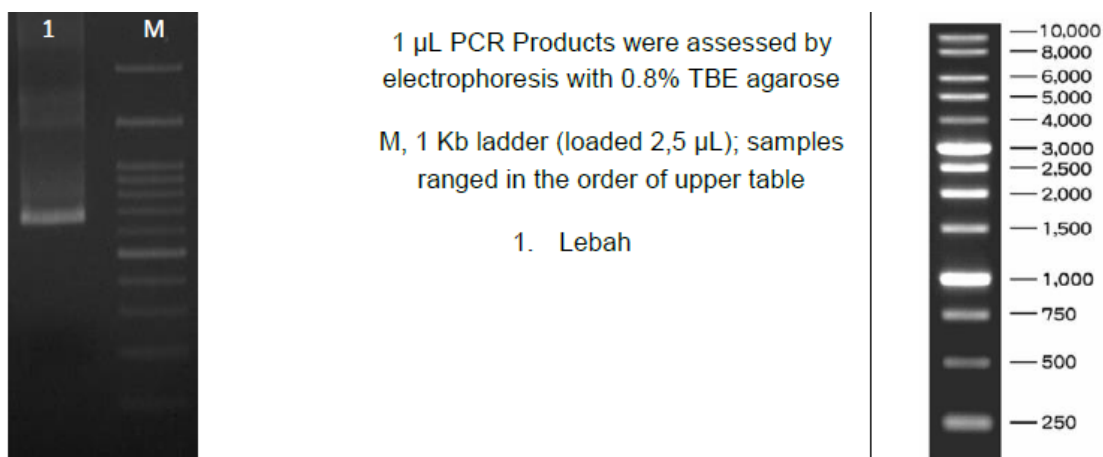 1 M
1 µL PCR Products were assessed by
electrophoresis with 0.8% TBE agarose
M, 1 Kb ladder (loaded 2,5 µL); samples
ranged in the order of upper table
1. Lebah
10,000
8,000
6,000
5,000
4,000
3,000
2,500
2,000
1,500
1,000
750
500
250